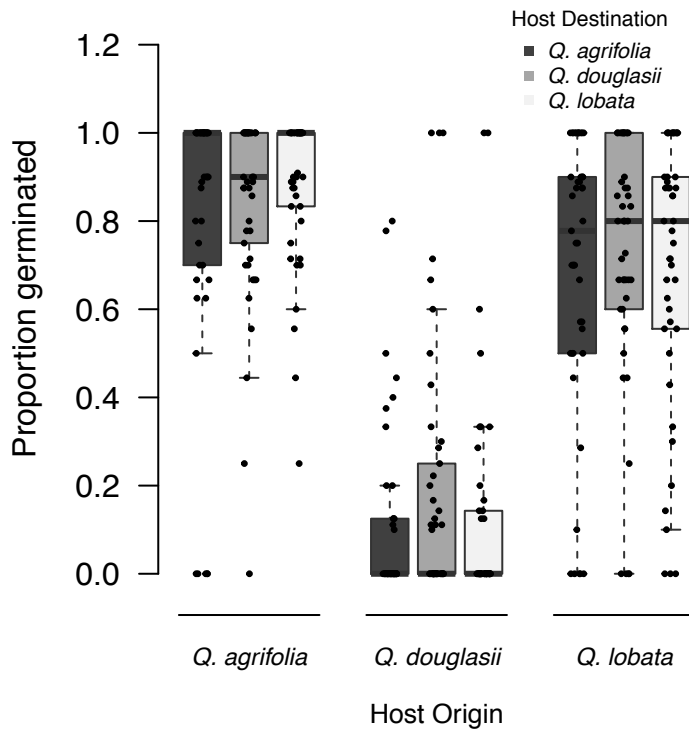 Host Destination
Q. agrifolia
Q. douglasii
Q. lobata
Proportion germinated
1.2
1.0
0.8
0.6
0.4
0.2
0.0
Q. agrifolia Q. douglasii Q. lobata
Host Origin